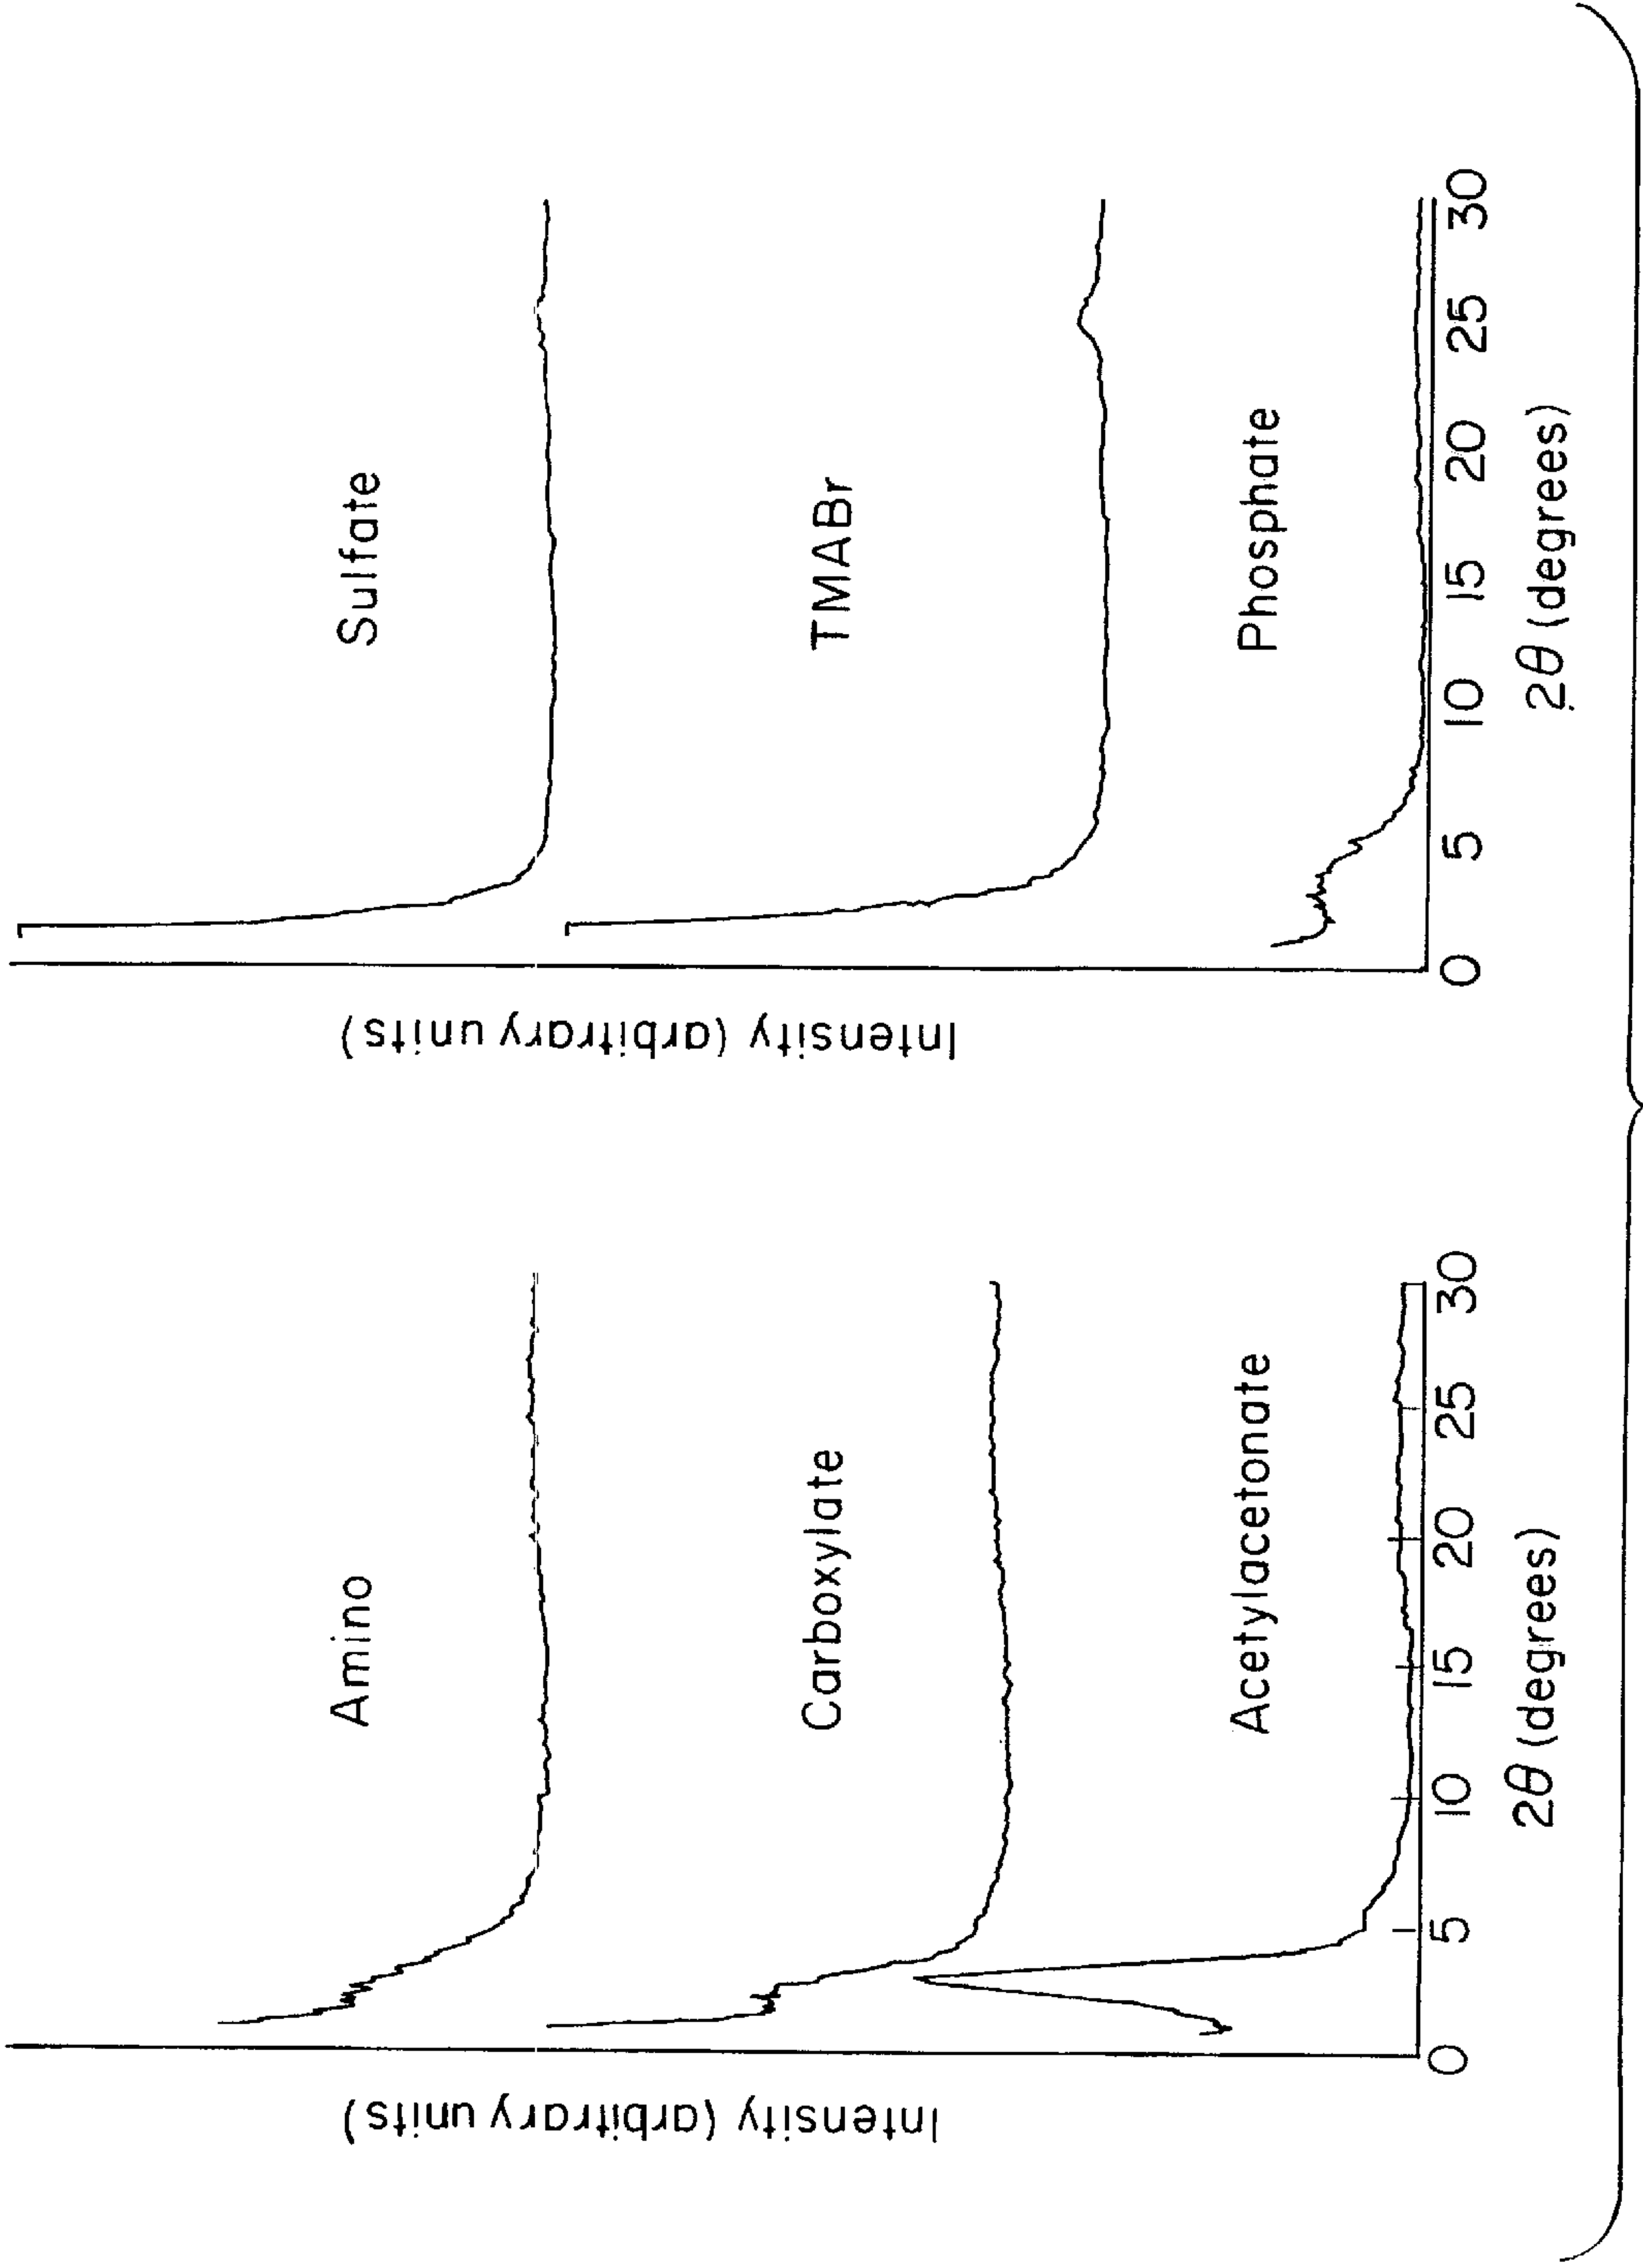 Intensity (arbitrary units)
Amino
Carboxylate
Acetylacetonate
0 5 10 15 20 25 30
2θ (degrees)
Intensity (arbitrary units)
Sulfate
TMABr
Phosphate
0 5 10 15 20 25 30
2θ (degrees)